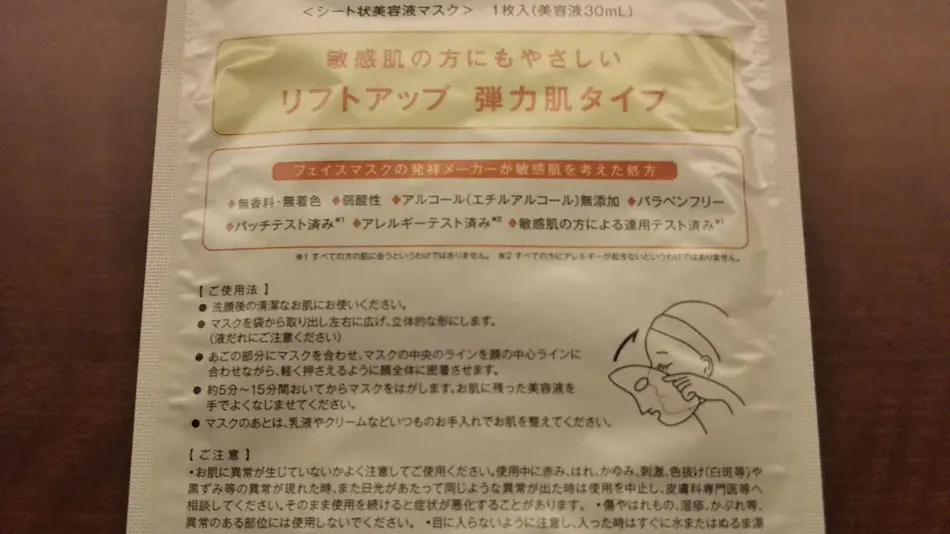 <シート状美容液マスク> 1枚入(美容液30mL)
敏感肌の方にもやさしい
リフトアップ 弾力肌タイプ
フェイスマスクの発祥メーカーが敏感肌を考えた処方
◆無香料・無着色 ◆弱酸性 ◆アルコール(エチルアルコール)無添加 ◆パラベンフリー
◆パッチテスト済み※1 ◆アレルギーテスト済み※2 ◆敏感肌の方による連用テスト済み※1
※1 すべての方の肌に合うというわけではありません。 ※2 すべての方にアレルギーが起きないというわけではありません。
【ご使用法】
● 洗顔後の清潔なお肌にお使いください。
● マスクを袋から取り出し左右に広げ、立体的な形にします。
(液だれにご注意ください)
● あごの部分にマスクを合わせ、マスクの中央のラインを顔の中心ラインに
合わせながら、軽く押さえるように顔全体に密着させます。
● 約5分〜15分間おいてからマスクをはがします。お肌に残った美容液を
手でよくなじませてください。
● マスクのあとは、乳液やクリームなどいつものお手入れでお肌を整えてください。
【ご注意】
・お肌に異常が生じていないかよく注意してご使用ください。使用中に赤み、はれ、かゆみ、刺激、色抜け(白斑等)や
黒ずみ等の異常が現れた時、また日光があたって同じような異常が出た時は使用を中止し、皮膚科専門医等へ
相談してください。そのまま使用を続けると症状が悪化することがあります。 ・傷やはれもの、湿疹、かぶれ等、
異常のある部位には使用しないでください。 ・目に入らないように注意し、入った時はすぐに水またはぬるま湯